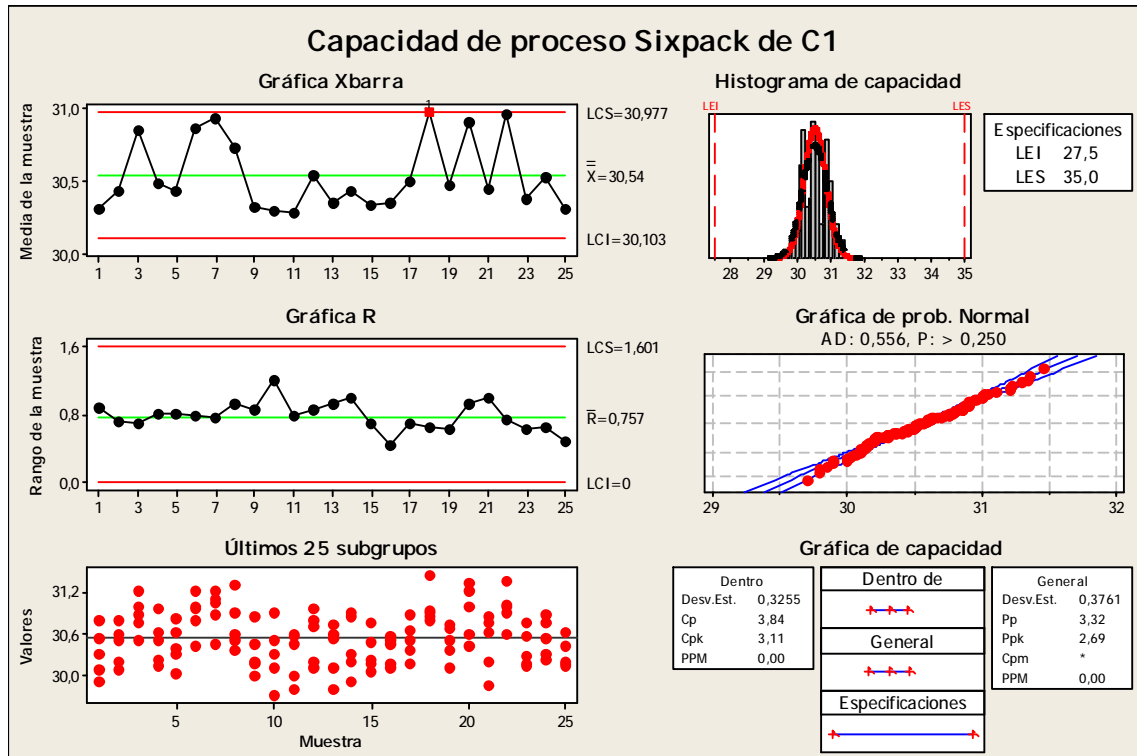 Capacidad de proceso Sixpack de C1
Gráfica Xbarra
Media de la muestra
31,0
30,5
30,0
1 3 5 7 9 11 13 15 17 19 21 23 25
1
LCS=30,977
X=30,54
LCI=30,103
Histograma de capacidad
LEI
LES
28 29 30 31 32 33 34 35
Especificaciones
LEI 27,5
LES 35,0
Gráfica R
Rango de la muestra
1,6
0,8
0,0
1 3 5 7 9 11 13 15 17 19 21 23 25
LCS=1,601
R=0,757
LCI=0
Gráfica de prob. Normal
AD: 0,556, P: > 0,250
29 30 31 32
Últimos 25 subgrupos
Valores
31,2
30,6
30,0
5 10 15 20 25
Muestra
Gráfica de capacidad
Dentro
Desv.Est. 0,3255
Cp 3,84
Cpk 3,11
PPM 0,00
Dentro de
General
Especificaciones
General
Desv.Est. 0,3761
Pp 3,32
Ppk 2,69
Cpm *
PPM 0,00